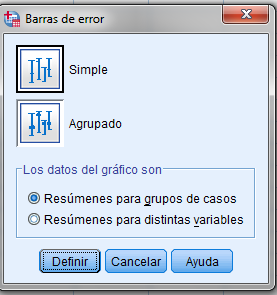 Barras de error
Simple
Agrupado
Los datos del gráfico son
Resúmenes para grupos de casos
Resúmenes para distintas variables
Definir Cancelar Ayuda